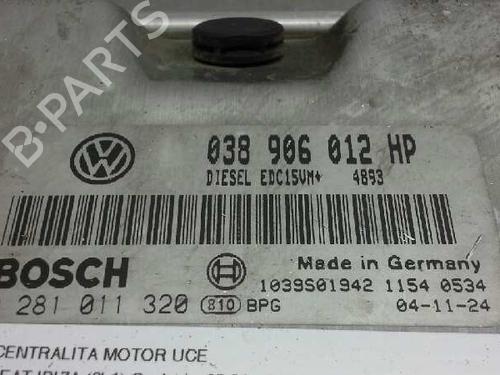 B-PARTS
038 906 012 HP
DIESEL EDC15VM+ 4893
BOSCH
Made in Germany
1039S01942 1154 0534
281 011 320 810 BPG 04-11-24
CENTRALITA MOTOR UCE